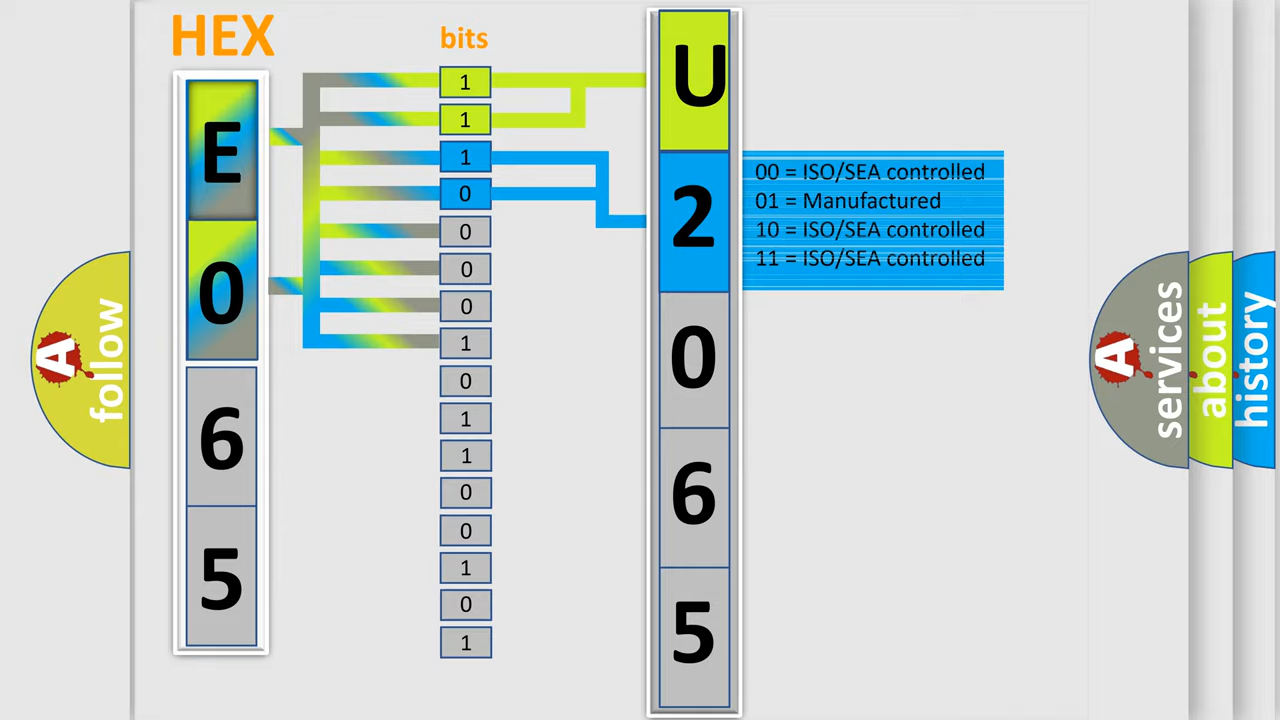 HEX
bits
E
0
6
5
1
1
1
0
0
0
0
1
0
1
1
0
0
1
0
1
U
2
0
6
5
00 = ISO/SEA controlled
01 = Manufactured
10 = ISO/SEA controlled
11 = ISO/SEA controlled
A
follow
A
services
about
history